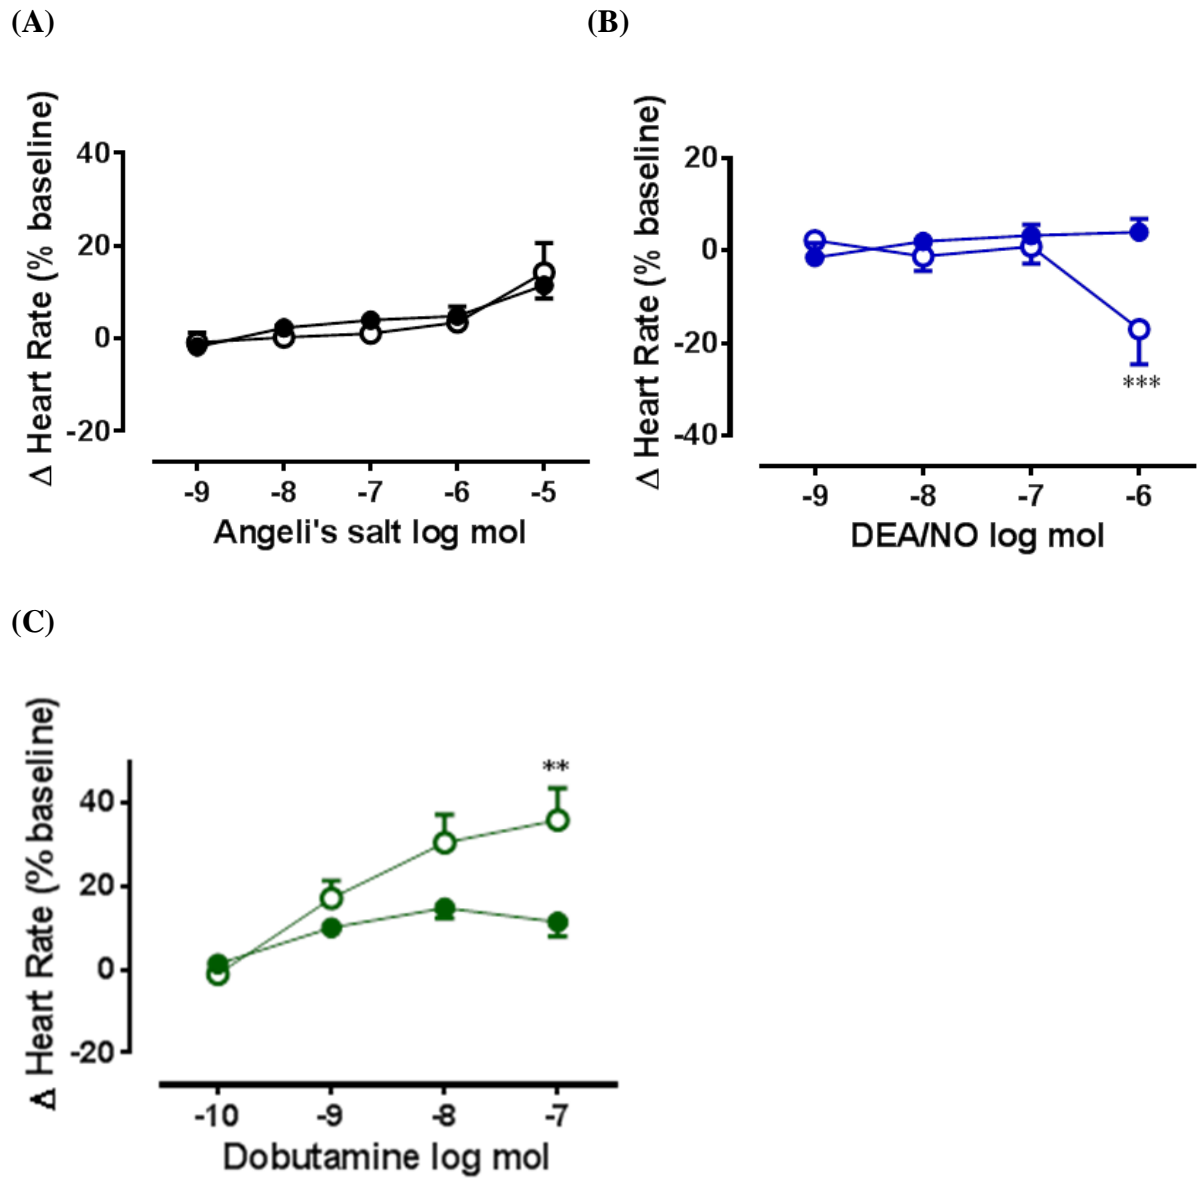 (A)
Δ Heart Rate (% baseline)
40
20
0
-20
-9 -8 -7 -6 -5
Angeli's salt log mol
(B)
Δ Heart Rate (% baseline)
20
0
-20
-40
***
-9 -8 -7 -6
DEA/NO log mol
(C)
Δ Heart Rate (% baseline)
**
40
20
0
-20
-10 -9 -8 -7
Dobutamine log mol